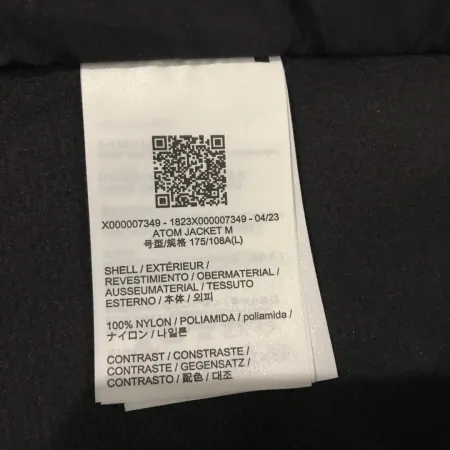 X000007349 - 1823X000007349 - 04/23
ATOM JACKET M
号型/规格 175/108A(L)
SHELL / EXTÉRIEUR /
REVESTIMIENTO / OBERMATERIAL /
AUSSEUMATERIAL / TESSUTO
ESTERNO / 本体 / 외피
100% NYLON / POLIAMIDA / poliamida /
ナイロン / 나일론
CONTRAST / CONSTRASTE /
CONTRASTE / GEGENSATZ /
CONTRASTO / 配色 / 대조